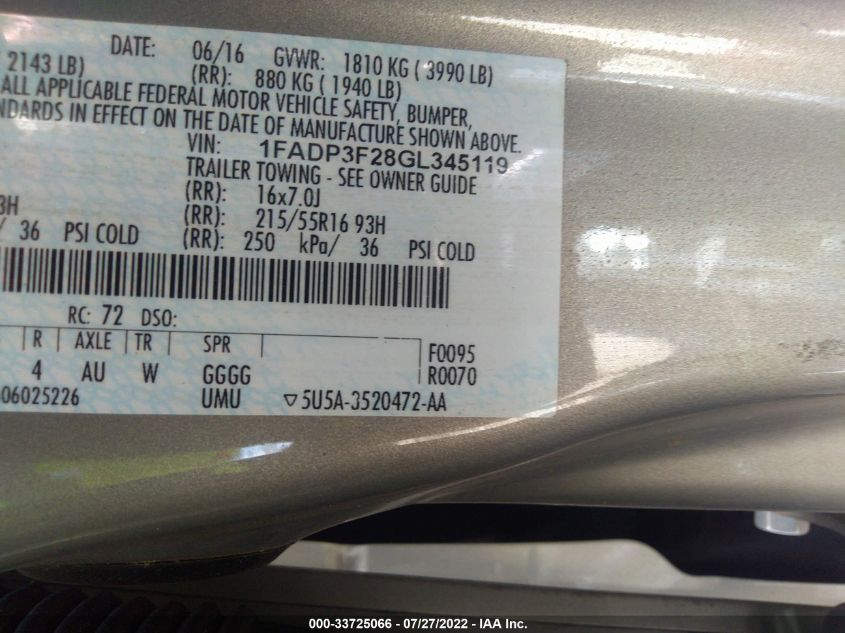 DATE: 06/16 GVWR: 1810 KG ( 3990 LB)
2143 LB) (RR): 880 KG ( 1940 LB)
ALL APPLICABLE FEDERAL MOTOR VEHICLE SAFETY, BUMPER,
NDARDS IN EFFECT ON THE DATE OF MANUFACTURE SHOWN ABOVE.
VIN: 1FADP3F28GL345119
TRAILER TOWING - SEE OWNER GUIDE
(RR): 16x7.0J
3H (RR): 215/55R16 93H
/ 36 PSI COLD (RR): 250 kPa/ 36 PSI COLD
RC: 72 DSO:
R AXLE TR SPR F0095
4 AU W GGGG R0070
06025226 UMU ▽5U5A-3520472-AA
000-33725066 - 07/27/2022 - IAA Inc.